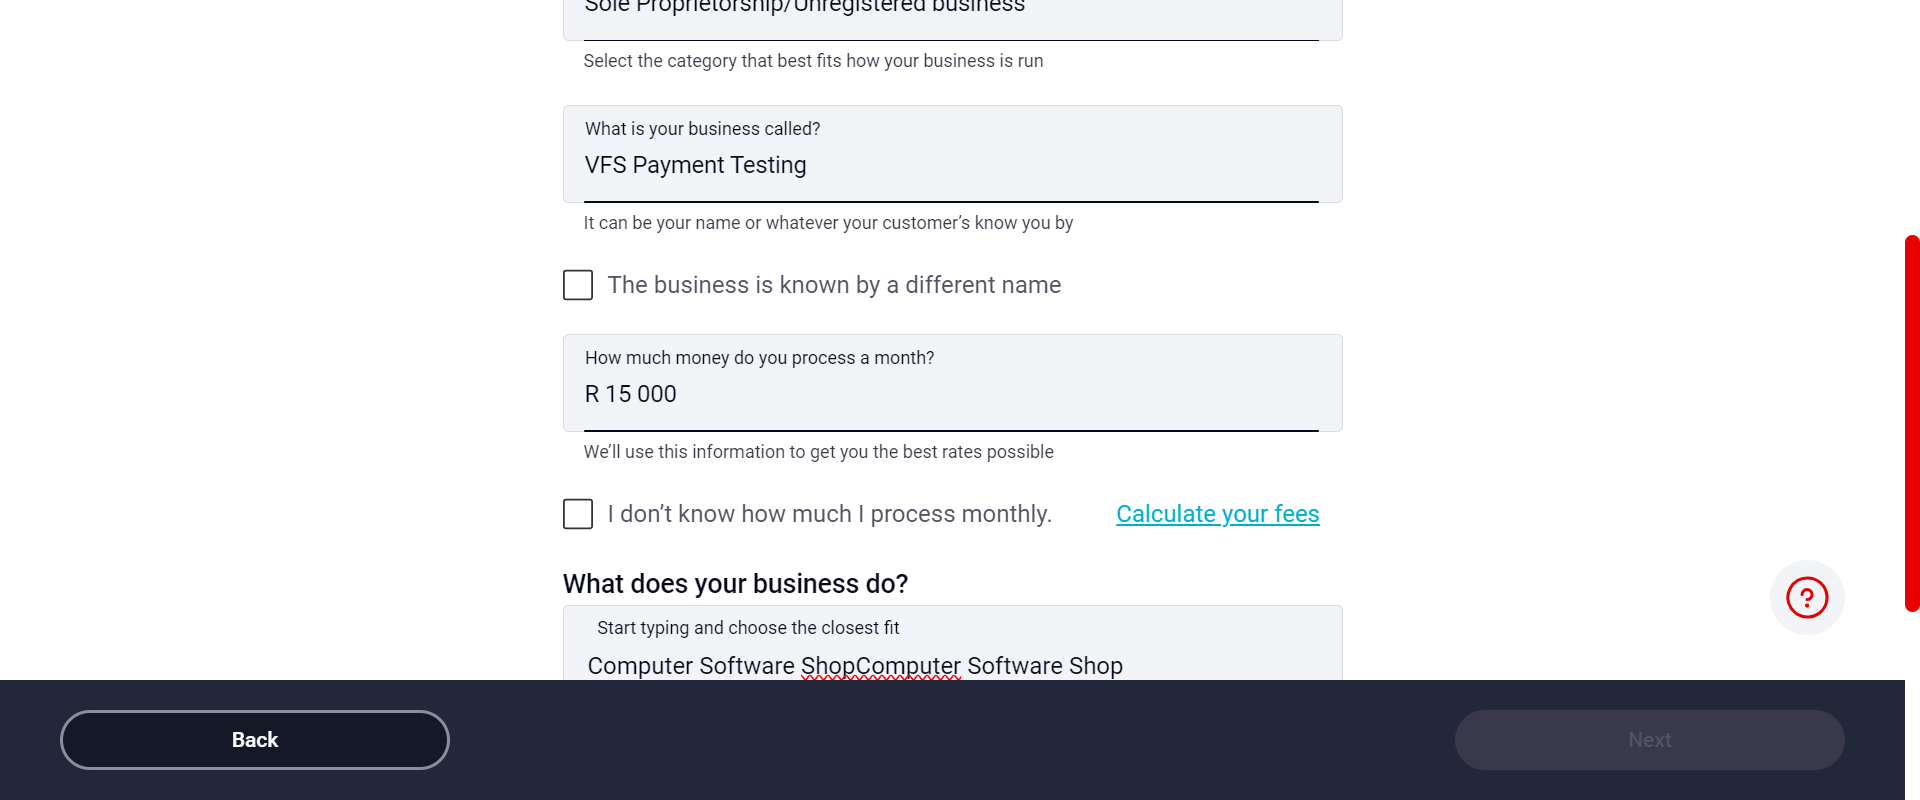 Sole Proprietorship/Unregistered business
Select the category that best fits how your business is run
What is your business called?
VFS Payment Testing
It can be your name or whatever your customer’s know you by
The business is known by a different name
How much money do you process a month?
R 15 000
We’ll use this information to get you the best rates possible
I don’t know how much I process monthly. Calculate your fees
What does your business do?
Start typing and choose the closest fit
Computer Software ShopComputer Software Shop
Back Next